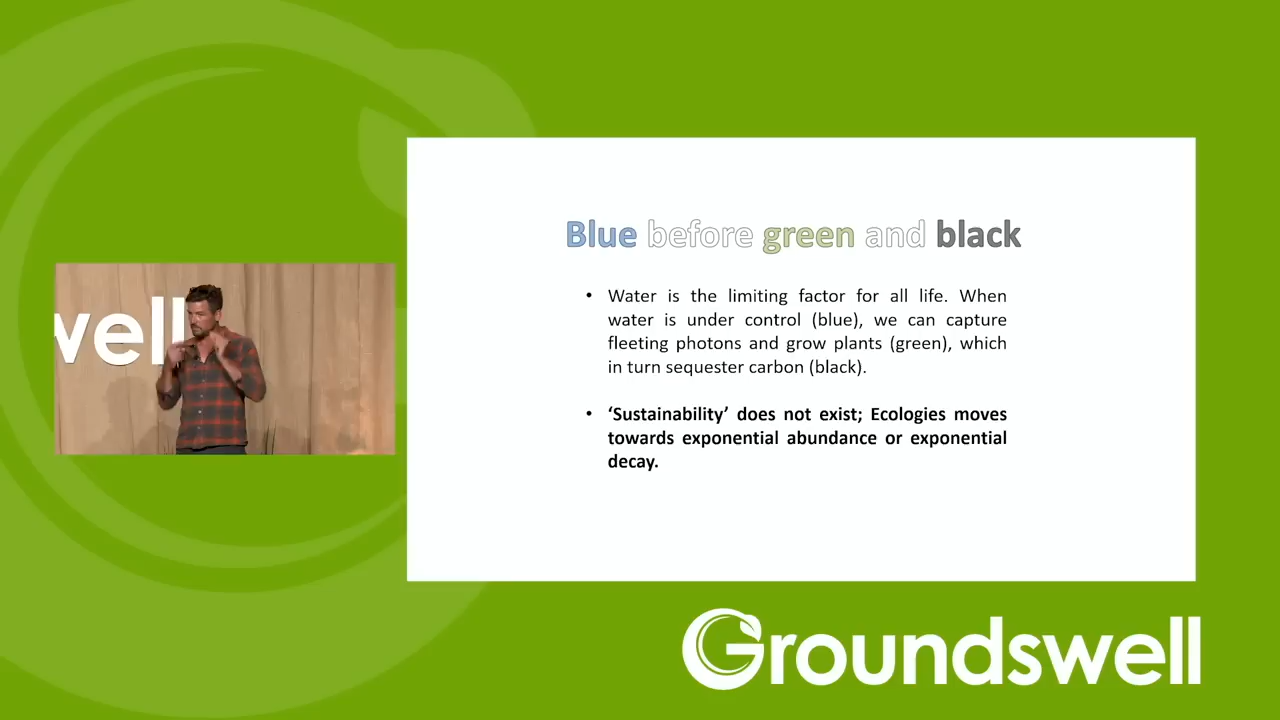 well
Blue before green and black
• Water is the limiting factor for all life. When
water is under control (blue), we can capture
fleeting photons and grow plants (green), which
in turn sequester carbon (black).
• ‘Sustainability’ does not exist; Ecologies moves
towards exponential abundance or exponential
decay.
Groundswell